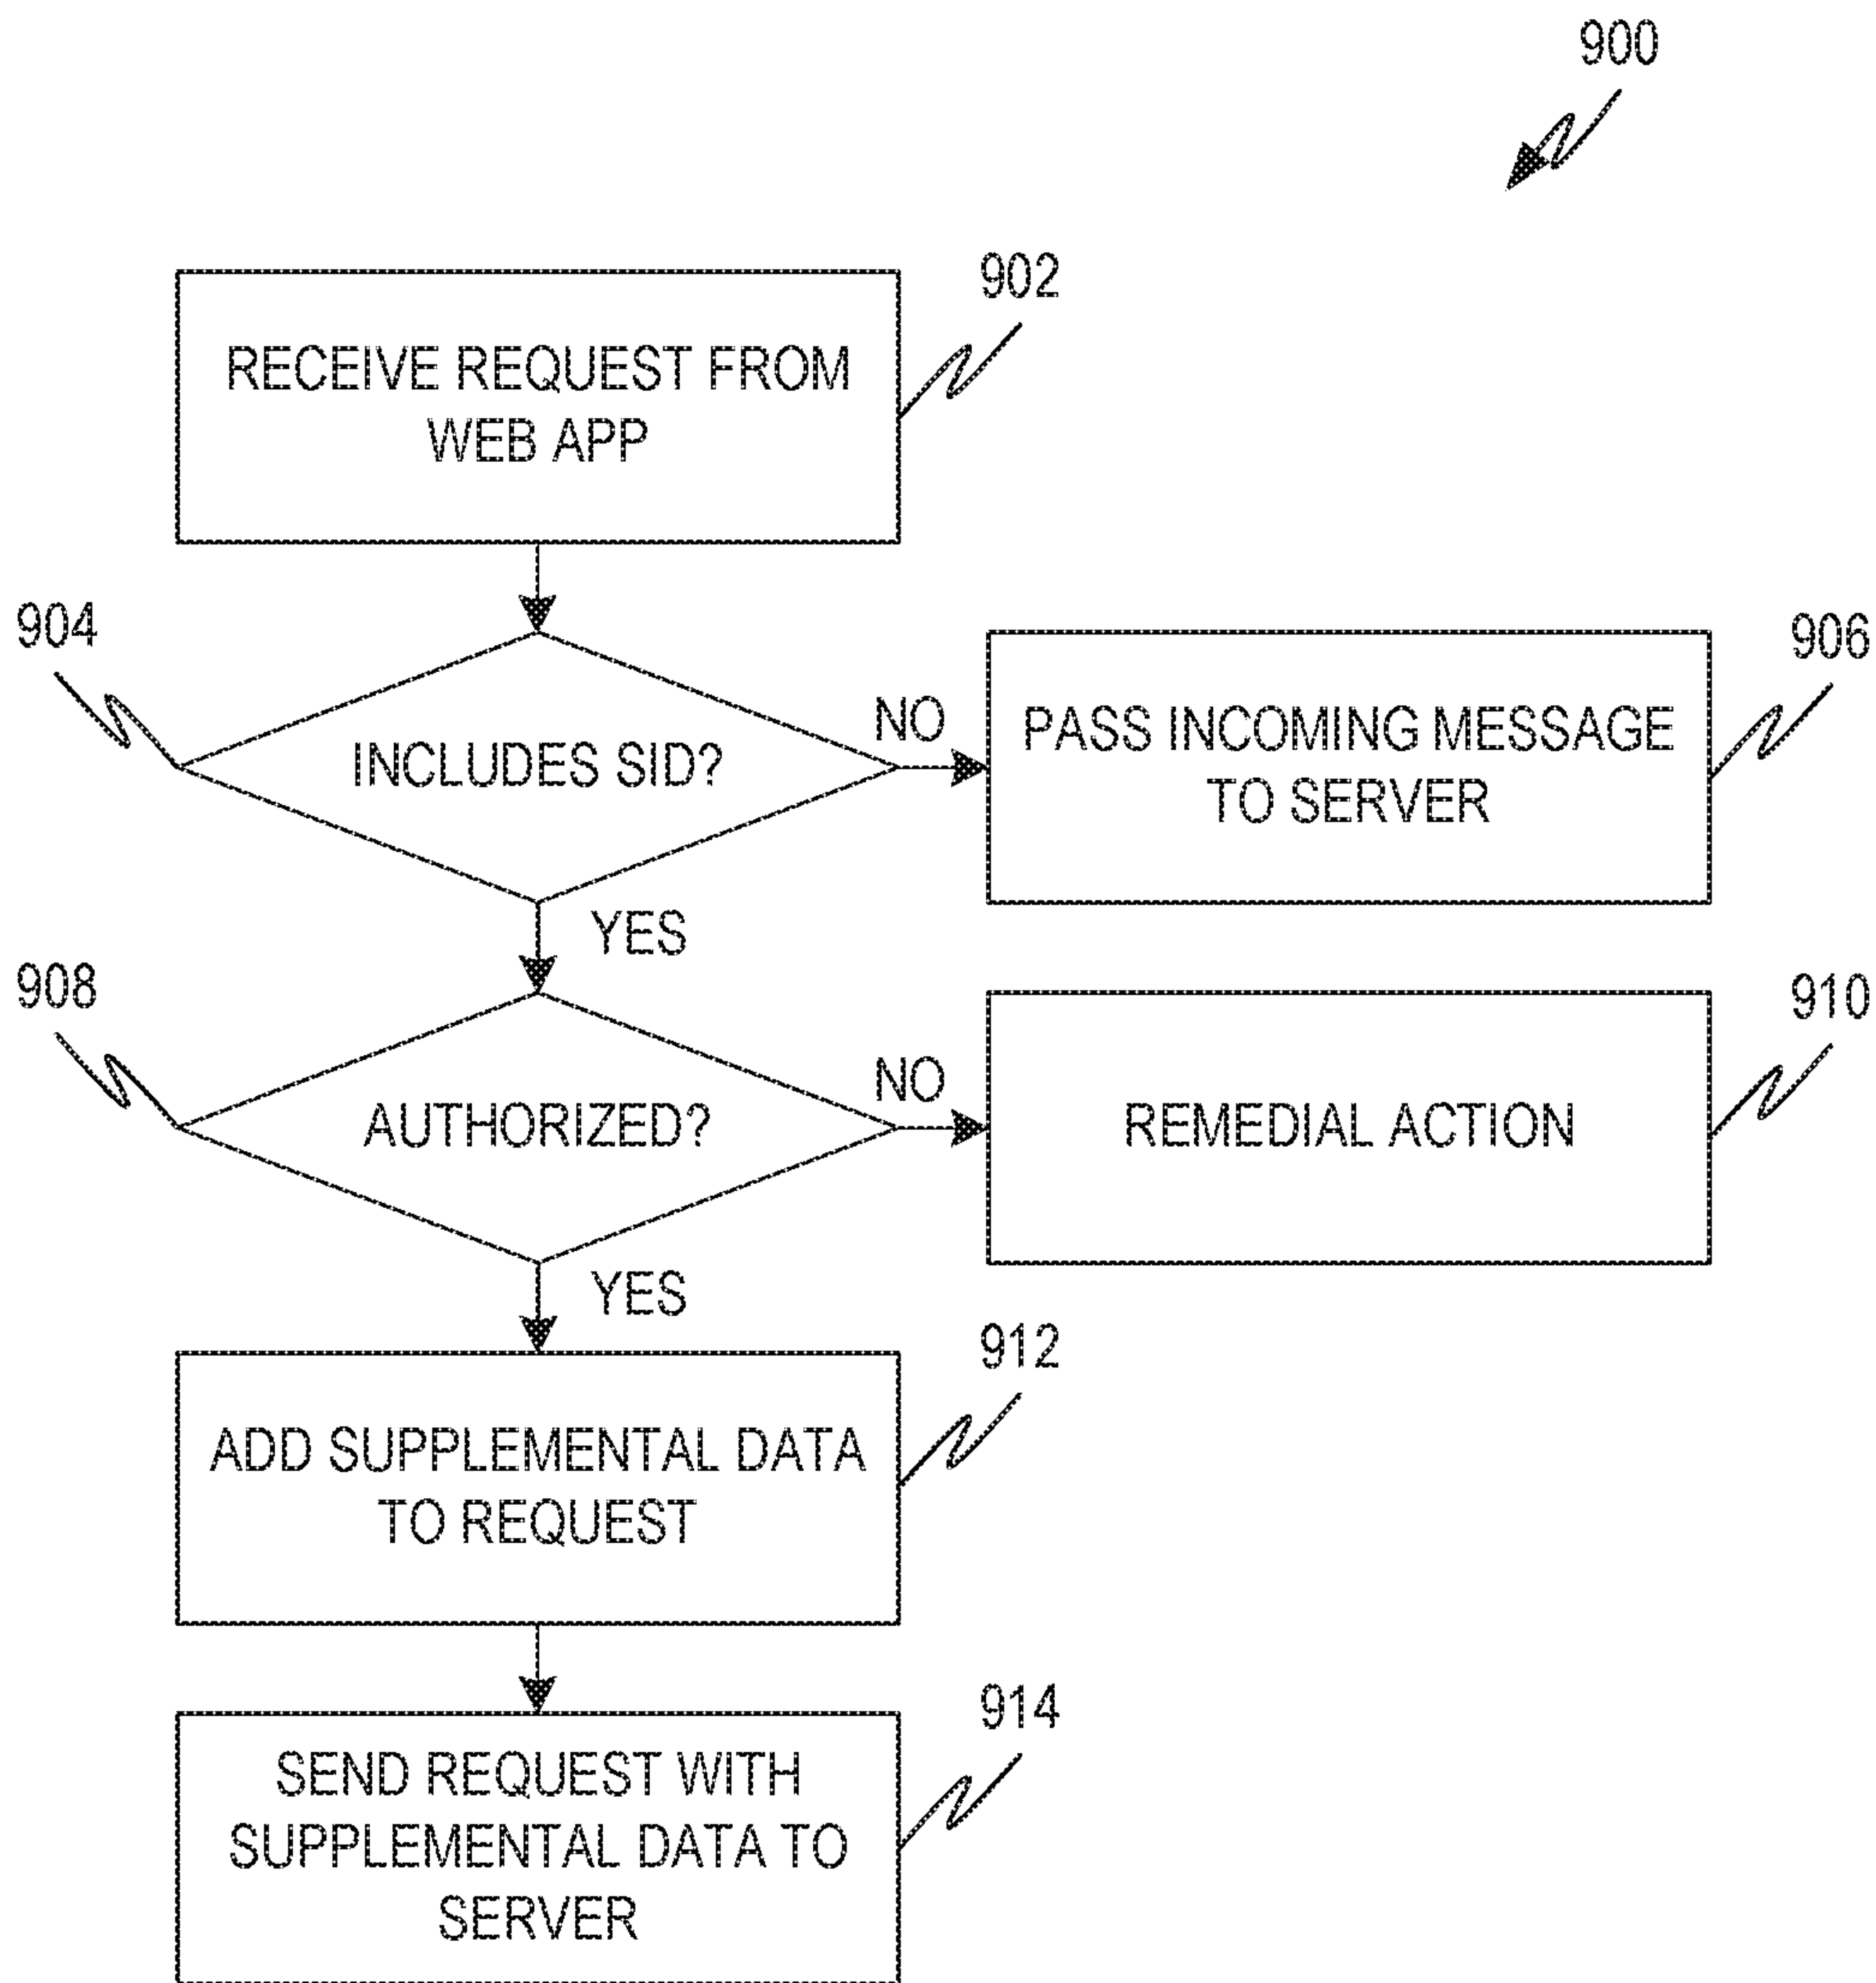 900
902
RECEIVE REQUEST FROM
WEB APP
904
906
INCLUDES SID?
NO
PASS INCOMING MESSAGE
TO SERVER
YES
908
910
AUTHORIZED?
NO
REMEDIAL ACTION
YES
912
ADD SUPPLEMENTAL DATA
TO REQUEST
914
SEND REQUEST WITH
SUPPLEMENTAL DATA TO
SERVER